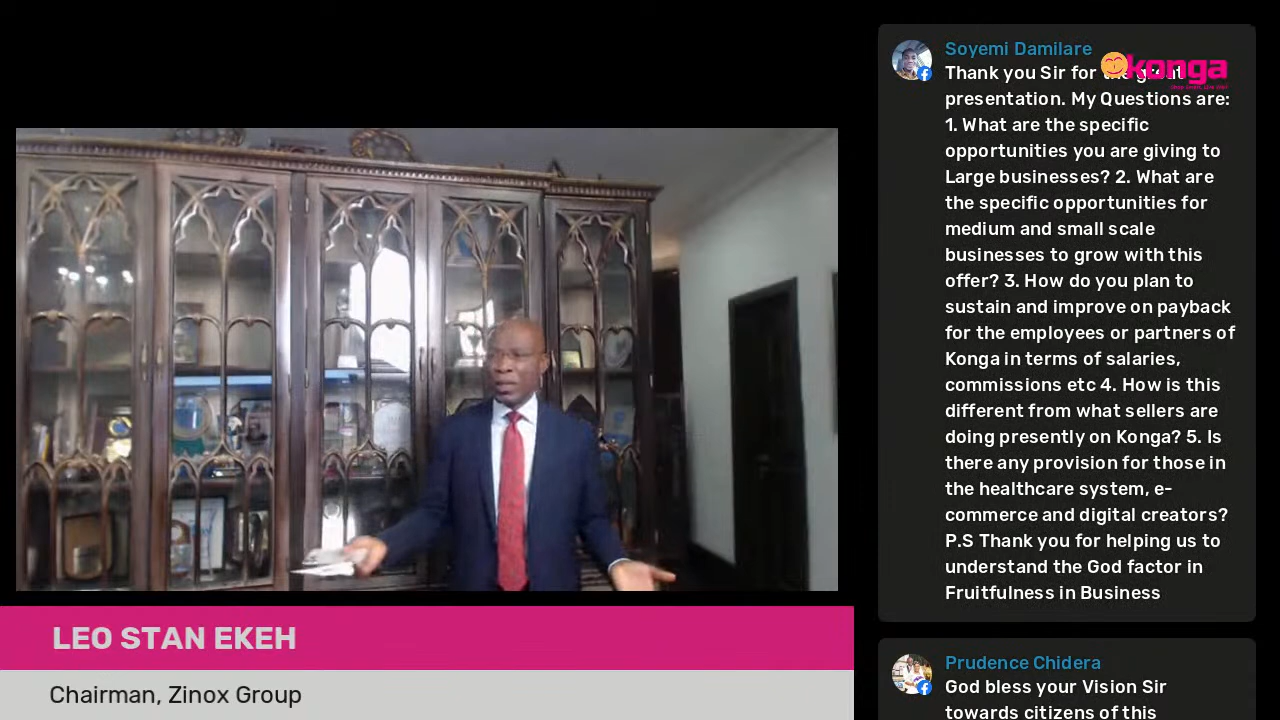 Soyemi Damilare
konga
Thank you Sir for the great
presentation. My Questions are:
1. What are the specific
opportunities you are giving to
Large businesses? 2. What are
the specific opportunities for
medium and small scale
businesses to grow with this
offer? 3. How do you plan to
sustain and improve on payback
for the employees or partners of
Konga in terms of salaries,
commissions etc 4. How is this
different from what sellers are
doing presently on Konga? 5. Is
there any provision for those in
the healthcare system, e-
commerce and digital creators?
P.S Thank you for helping us to
understand the God factor in
Fruitfulness in Business
Prudence Chidera
God bless your Vision Sir
towards citizens of this
LEO STAN EKEH
Chairman, Zinox Group